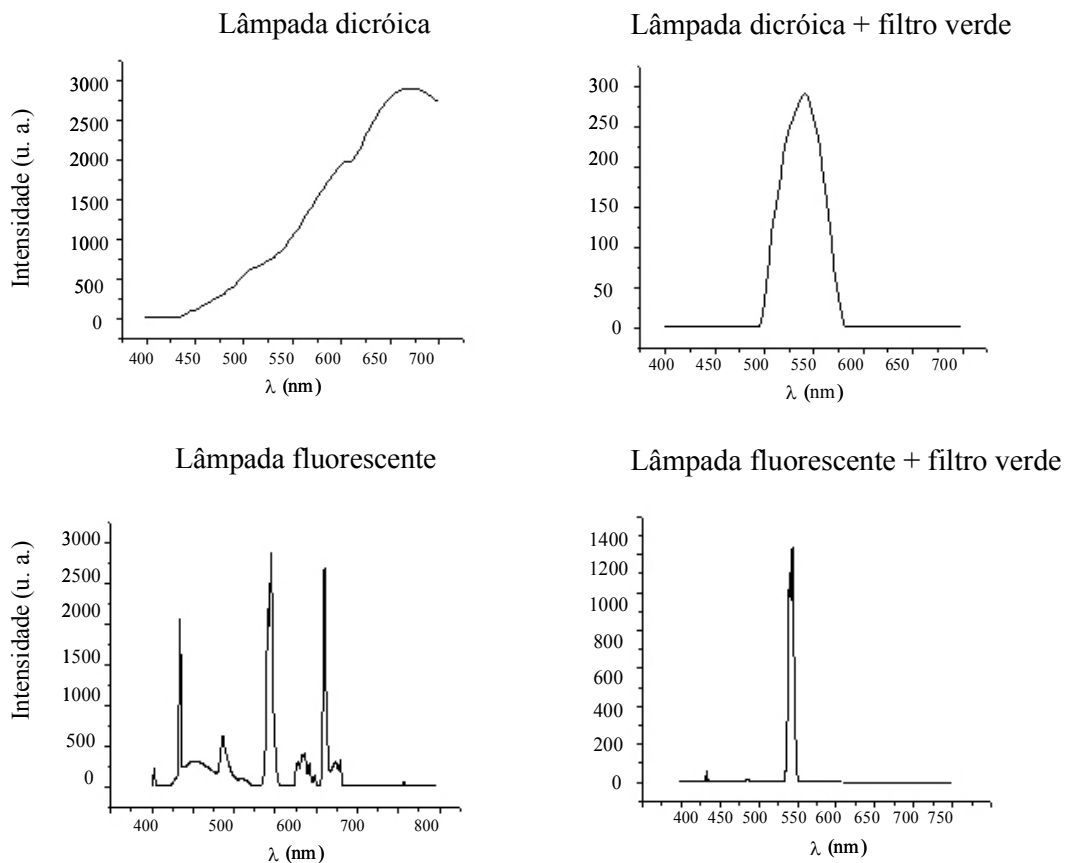 Lâmpada dicróica
Intensidade (u. a.)
3000
2500
2000
1500
1000
500
0
400 450 500 550 600 650 700
λ (nm)
Lâmpada dicróica + filtro verde
300
250
200
150
100
50
0
400 450 500 550 600 650 700
λ (nm)
Lâmpada fluorescente
Intensidade (u. a.)
3000
2500
2000
1500
1000
500
0
400 500 600 700 800
λ (nm)
Lâmpada fluorescente + filtro verde
1400
1200
1000
800
600
400
200
0
400 450 500 550 600 650 700 750
λ (nm)